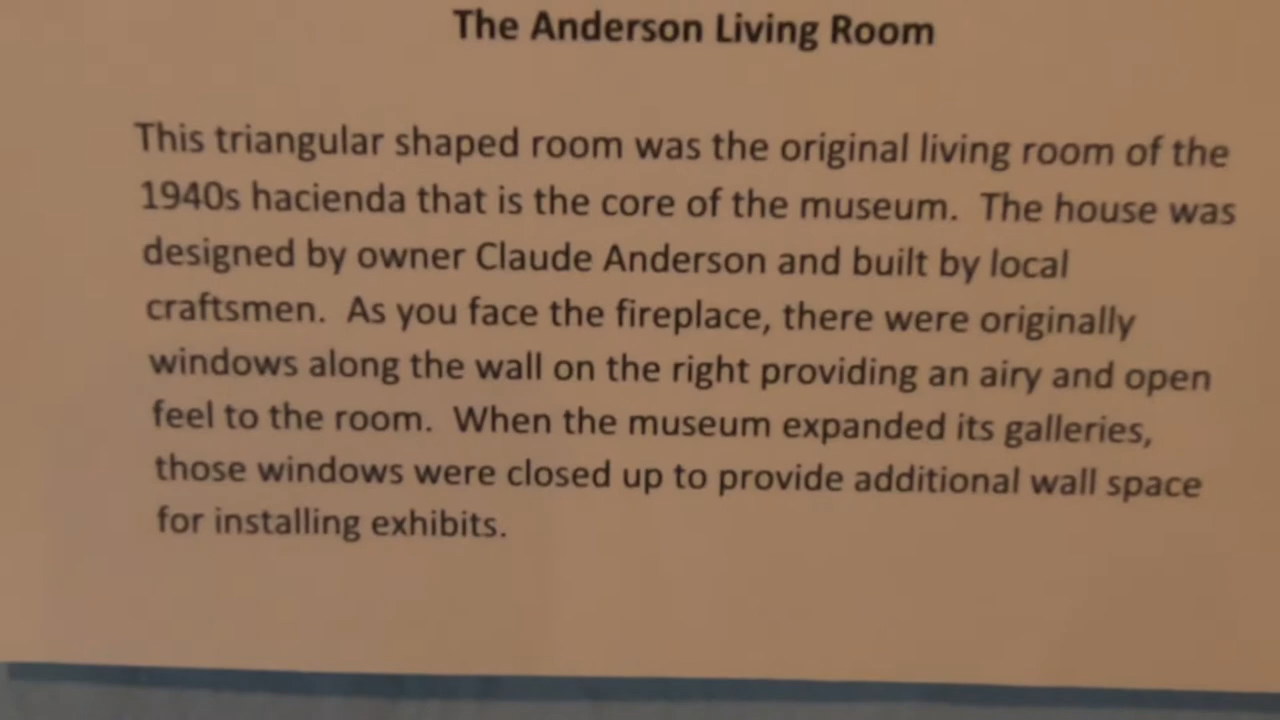 The Anderson Living Room
This triangular shaped room was the original living room of the
1940s hacienda that is the core of the museum.  The house was
designed by owner Claude Anderson and built by local
craftsmen.  As you face the fireplace, there were originally
windows along the wall on the right providing an airy and open
feel to the room.  When the museum expanded its galleries,
those windows were closed up to provide additional wall space
for installing exhibits.